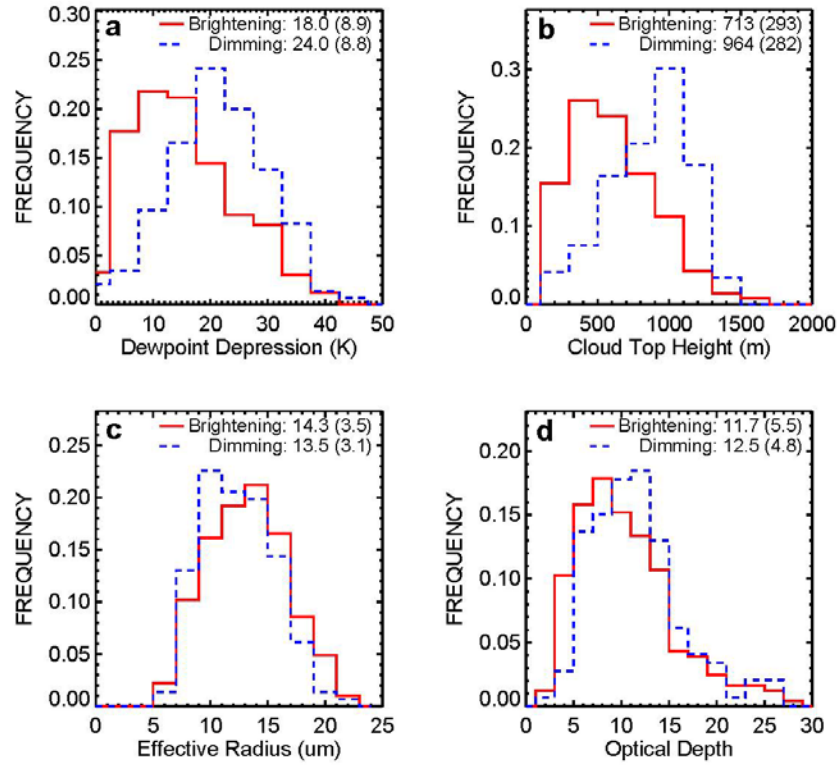 a
Brightening: 18.0 (8.9)
Dimming: 24.0 (8.8)
0.30
0.25
0.20
0.15
0.10
0.05
0.00
FREQUENCY
0 10 20 30 40 50
Dewpoint Depression (K)
b
Brightening: 713 (293)
Dimming: 964 (282)
0.3
0.2
0.1
0.0
FREQUENCY
0 500 1000 1500 2000
Cloud Top Height (m)
c
Brightening: 14.3 (3.5)
Dimming: 13.5 (3.1)
0.25
0.20
0.15
0.10
0.05
0.00
FREQUENCY
0 5 10 15 20 25
Effective Radius (um)
d
Brightening: 11.7 (5.5)
Dimming: 12.5 (4.8)
0.20
0.15
0.10
0.05
0.00
FREQUENCY
0 5 10 15 20 25 30
Optical Depth